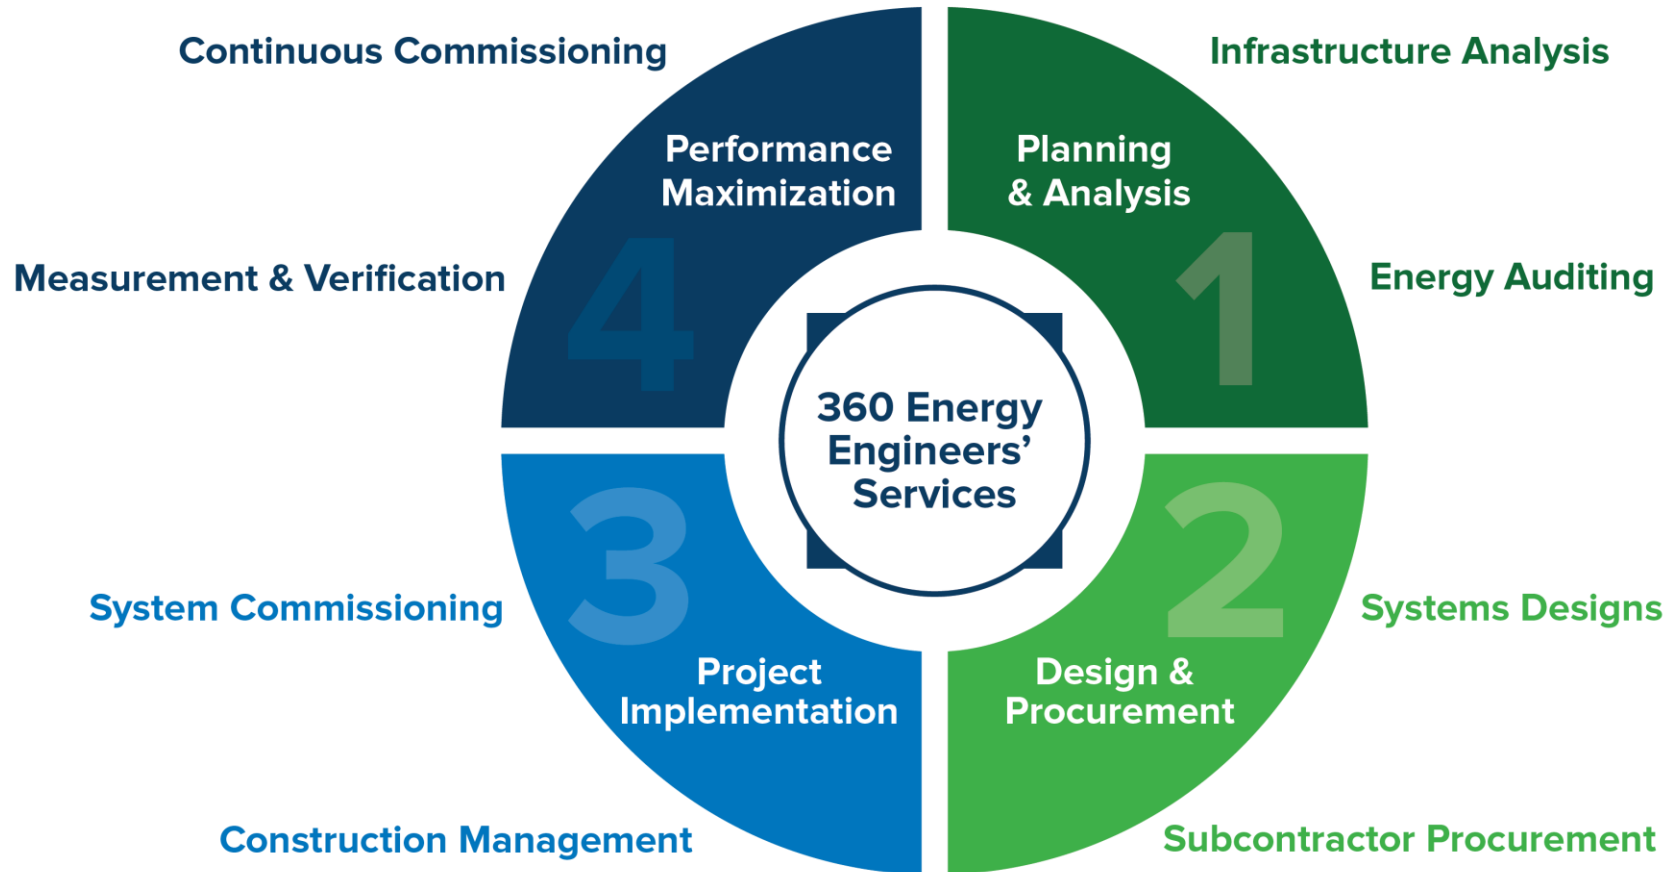 Continuous Commissioning
Infrastructure Analysis
Performance
Maximization
Planning
& Analysis
Measurement & Verification
4
1
Energy Auditing
360 Energy
Engineers’
Services
3
2
System Commissioning
Systems Designs
Project
Implementation
Design &
Procurement
Construction Management
Subcontractor Procurement